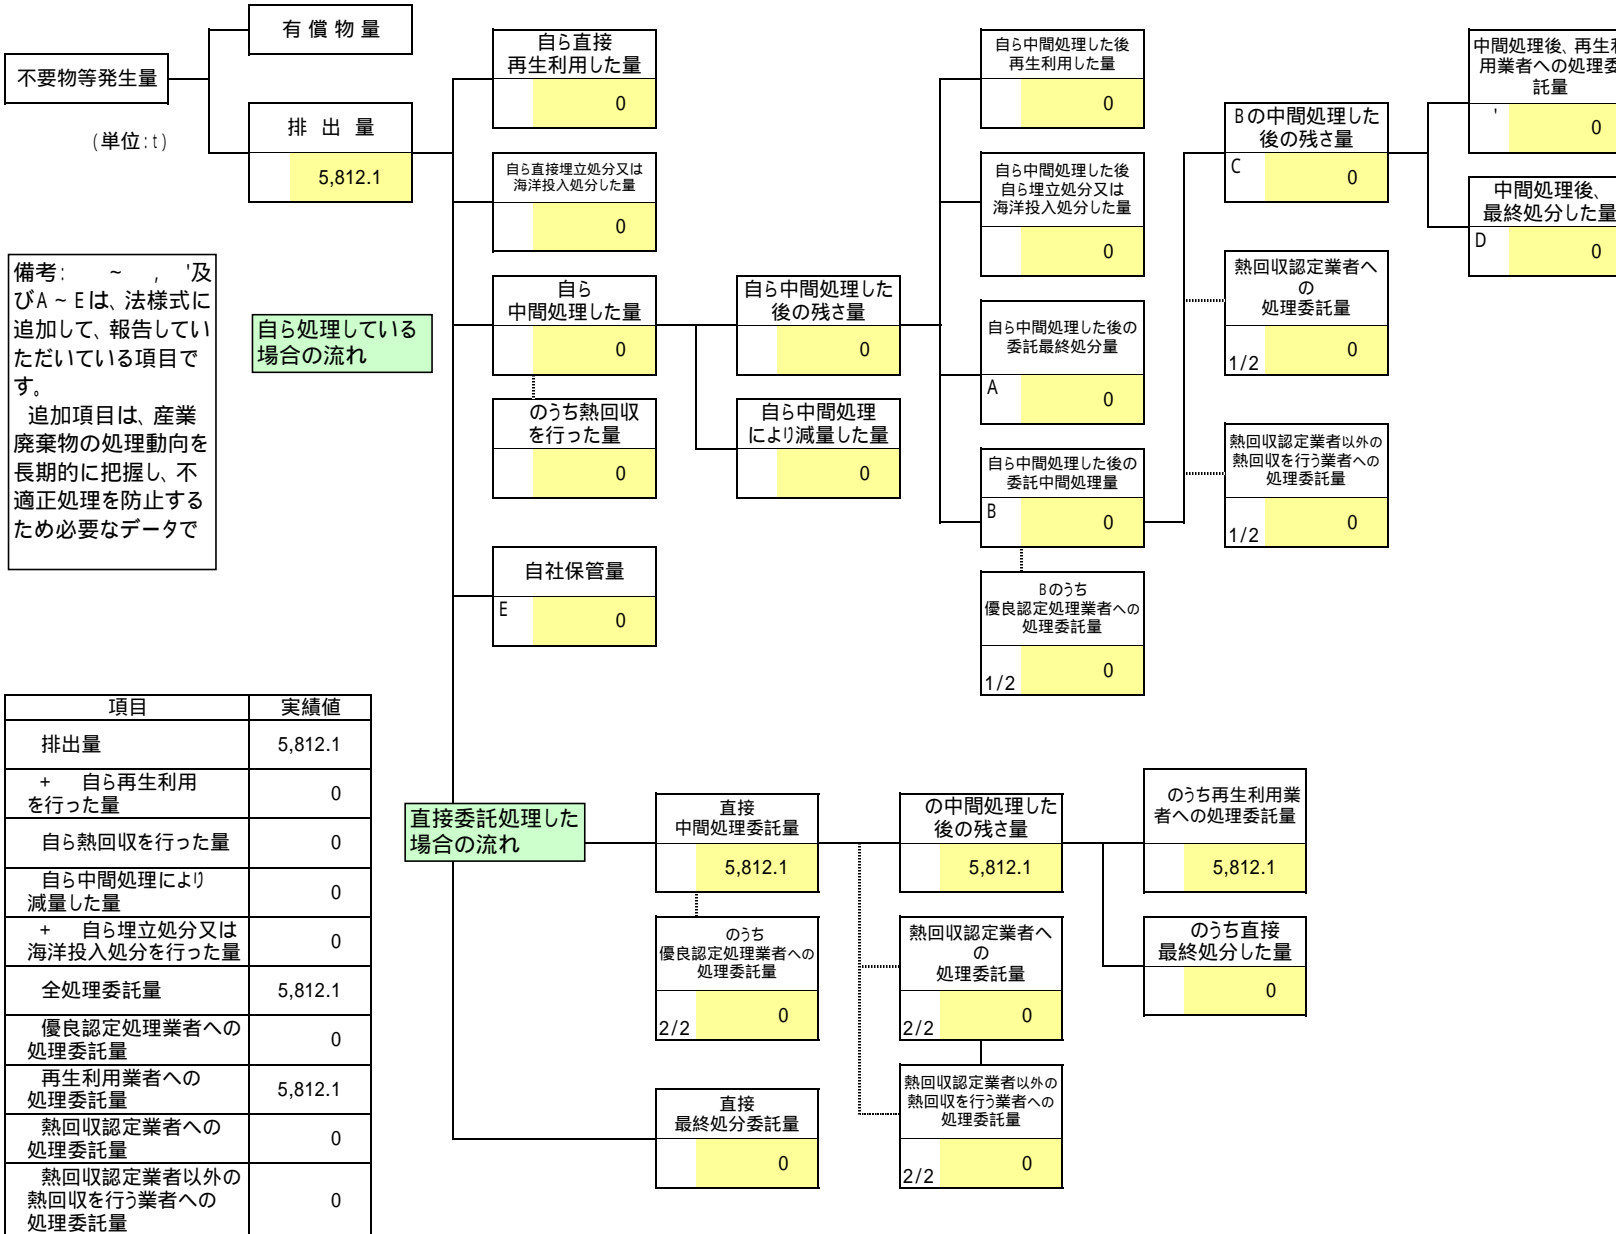 有 償 物 量
不要物等発生量
(単位:t)
排 出 量
5,812.1
備考:　　~　,　'及
びA~Eは、法様式に
追加して、報告してい
ただいている項目で
す。
追加項目は、産業
廃棄物の処理動向を
長期的に把握し、不
適正処理を防止する
ため必要なデータで
自ら処理している
場合の流れ
自ら直接
再生利用した量
0
自ら直接埋立処分又は
海洋投入処分した量
0
自ら
中間処理した量
0
のうち熱回収
を行った量
0
自社保管量
E
0
自ら中間処理した
後の残さ量
0
自ら中間処理
により減量した量
0
自ら中間処理した後
再生利用した量
0
自ら中間処理した後
自ら埋立処分又は
海洋投入処分した量
0
自ら中間処理した後の
委託最終処分量
A
0
自ら中間処理した後の
委託中間処理量
B
0
Bのうち
優良認定処理業者への
処理委託量
1/2
0
Bの中間処理した
後の残さ量
C
0
熱回収認定業者へ
の
処理委託量
1/2
0
熱回収認定業者以外の
熱回収を行う業者への
処理委託量
1/2
0
中間処理後、再生利
用業者への処理委
託量
'
0
中間処理後、
最終処分した量
D
0
項目 実績値
排出量 5,812.1
+　自ら再生利用
を行った量
0
自ら熱回収を行った量 0
自ら中間処理により
減量した量
0
+　自ら埋立処分又は
海洋投入処分を行った量
0
全処理委託量 5,812.1
優良認定処理業者への
処理委託量
0
再生利用業者への
処理委託量
5,812.1
熱回収認定業者への
処理委託量
0
熱回収認定業者以外の
熱回収を行う業者への
処理委託量
0
直接委託処理した
場合の流れ
直接
中間処理委託量
5,812.1
のうち
優良認定処理業者への
処理委託量
2/2
0
直接
最終処分委託量
0
の中間処理した
後の残さ量
5,812.1
熱回収認定業者へ
の
処理委託量
2/2
0
熱回収認定業者以外の
熱回収を行う業者への
処理委託量
2/2
0
のうち再生利用業
者への処理委託量
5,812.1
のうち直接
最終処分した量
0